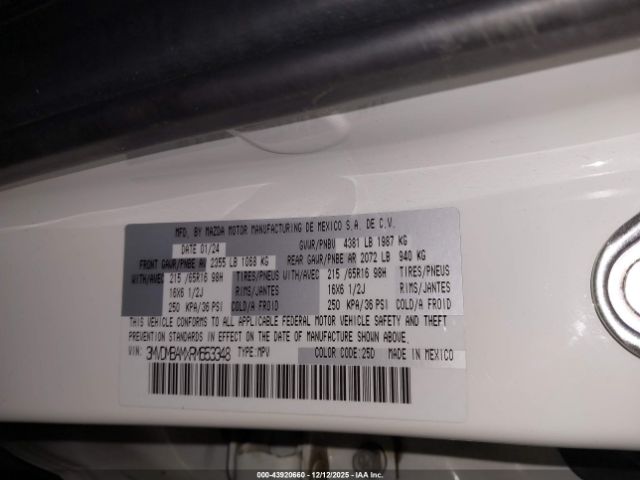 MFD. BY MAZDA MOTOR MANUFACTURING DE MEXICO S.A. DE C.V.
DATE 01/24 GVWR/PNBV 4381 LB 1987 KG
FRONT GAWR/PNBE AV 2355 LB 1068 KG REAR GAWR/PNBE AR 2072 LB 940 KG
WITH/AVEC 215 /65R16 98H TIRES/PNEUS WITH/AVEC 215 /65R16 98H TIRES/PNEUS
16X6 1/2J RIMS/JANTES 16X6 1/2J RIMS/JANTES
250 KPA/36 PSI COLD/A FROID 250 KPA/36 PSI COLD/A FROID
THIS VEHICLE CONFORMS TO ALL APPLICABLE FEDERAL MOTOR VEHICLE SAFETY AND THEFT
PREVENTION STANDARDS IN EFFECT ON THE DATE OF MANUFACTURE SHOWN ABOVE.
VIN: 3MVDMBAMXRM653348 TYPE:MPV COLOR CODE:25D MADE IN MEXICO
000-43920660 - 12/12/2025 - IAA Inc.